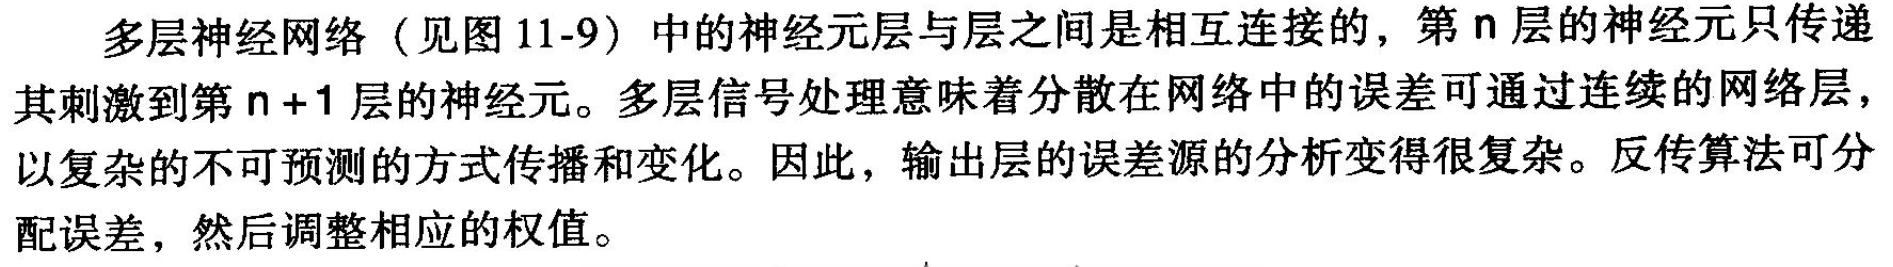 多层神经网络（见图 11-9）中的神经元层与层之间是相互连接的，第 n 层的神经元只传递
其刺激到第 n +1 层的神经元。多层信号处理意味着分散在网络中的误差可通过连续的网络层，
以复杂的不可预测的方式传播和变化。因此，输出层的误差源的分析变得很复杂。反传算法可分
配误差，然后调整相应的权值。